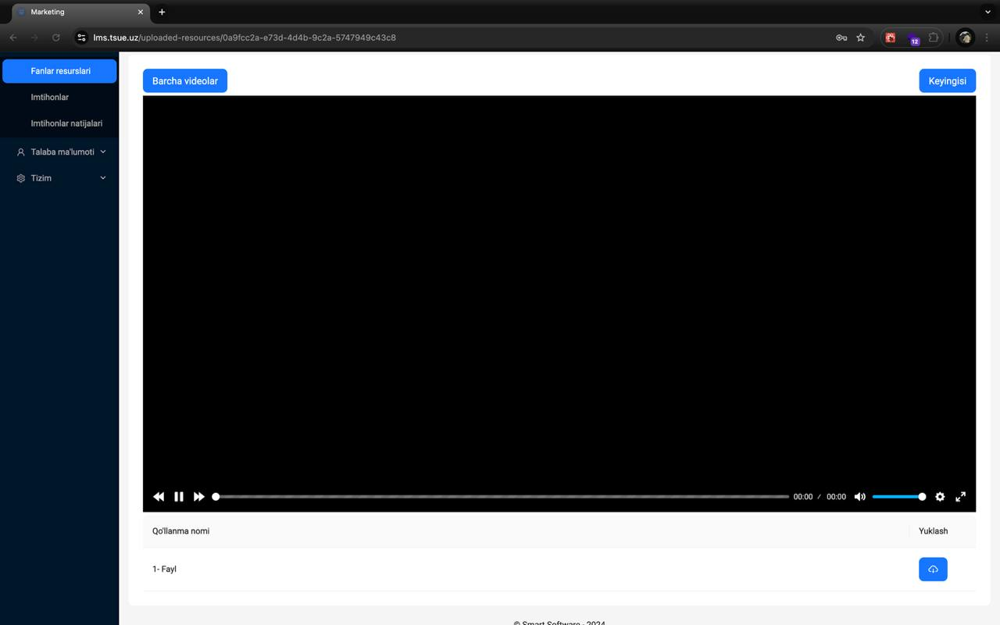 Marketing
lms.tsue.uz/uploaded-resources/0a9fcc2a-e73d-4d4b-9c2a-5747949c43c8
12
Fanlar resurslari
Imtihonlar
Imtihonlar natijalari
Talaba ma'lumoti
Tizim
Barcha videolar
Keyingisi
00:00 / 00:00
Qo'llanma nomi
Yuklash
1- Fayl
© Smart Software - 2024